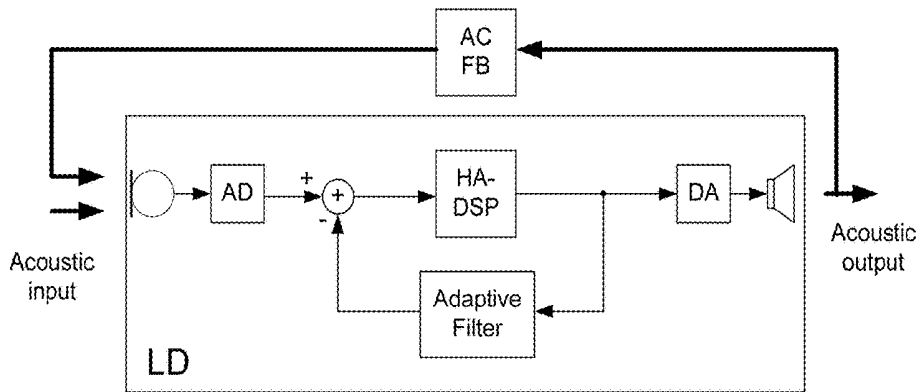 AC
FB
AD
+
+
-
HA-
DSP
DA
Acoustic
input
Acoustic
output
Adaptive
Filter
LD